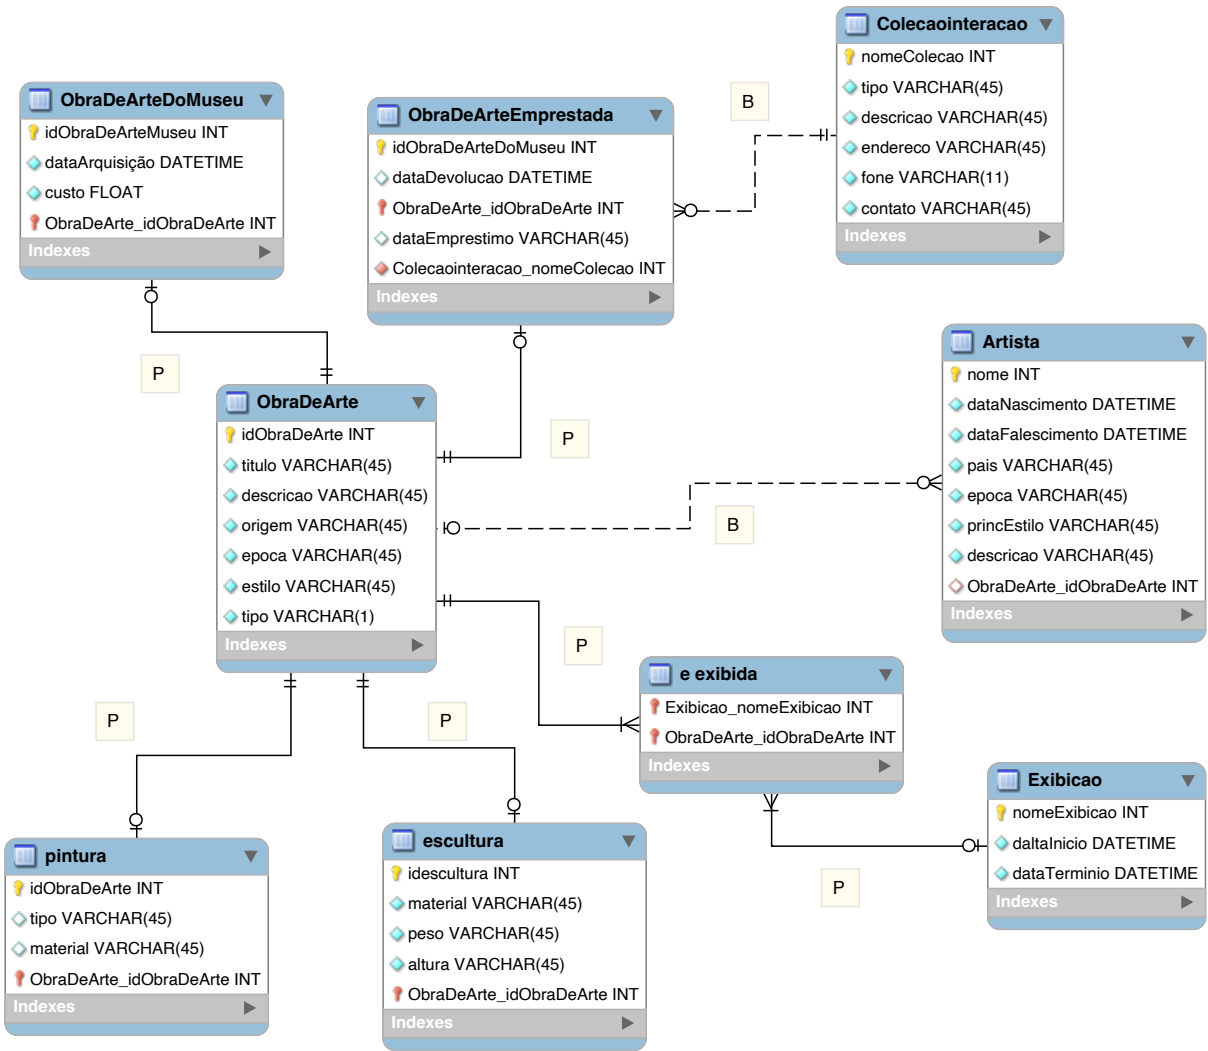 Colecaointeracao
nomeColecao INT
tipo VARCHAR(45)
descricao VARCHAR(45)
endereco VARCHAR(45)
fone VARCHAR(11)
contato VARCHAR(45)
Indexes
ObraDeArteDoMuseu
idObraDeArteMuseu INT
dataArquisição DATETIME
custo FLOAT
ObraDeArte_idObraDeArte INT
Indexes
ObraDeArteEmprestada
idObraDeArteDoMuseu INT
dataDevolucao DATETIME
ObraDeArte_idObraDeArte INT
dataEmprestimo VARCHAR(45)
Colecaointeracao_nomeColecao INT
Indexes
B
P
P
Artista
nome INT
dataNascimento DATETIME
dataFalescimento DATETIME
pais VARCHAR(45)
epoca VARCHAR(45)
princEstilo VARCHAR(45)
descricao VARCHAR(45)
ObraDeArte_idObraDeArte INT
Indexes
ObraDeArte
idObraDeArte INT
titulo VARCHAR(45)
descricao VARCHAR(45)
origem VARCHAR(45)
epoca VARCHAR(45)
estilo VARCHAR(45)
tipo VARCHAR(1)
Indexes
B
P
e exibida
Exibicao_nomeExibicao INT
ObraDeArte_idObraDeArte INT
Indexes
P
P
Exibicao
nomeExibicao INT
daltaInicio DATETIME
dataTerminio DATETIME
Indexes
P
pintura
idObraDeArte INT
tipo VARCHAR(45)
material VARCHAR(45)
ObraDeArte_idObraDeArte INT
Indexes
escultura
idescultura INT
material VARCHAR(45)
peso VARCHAR(45)
altura VARCHAR(45)
ObraDeArte_idObraDeArte INT
Indexes